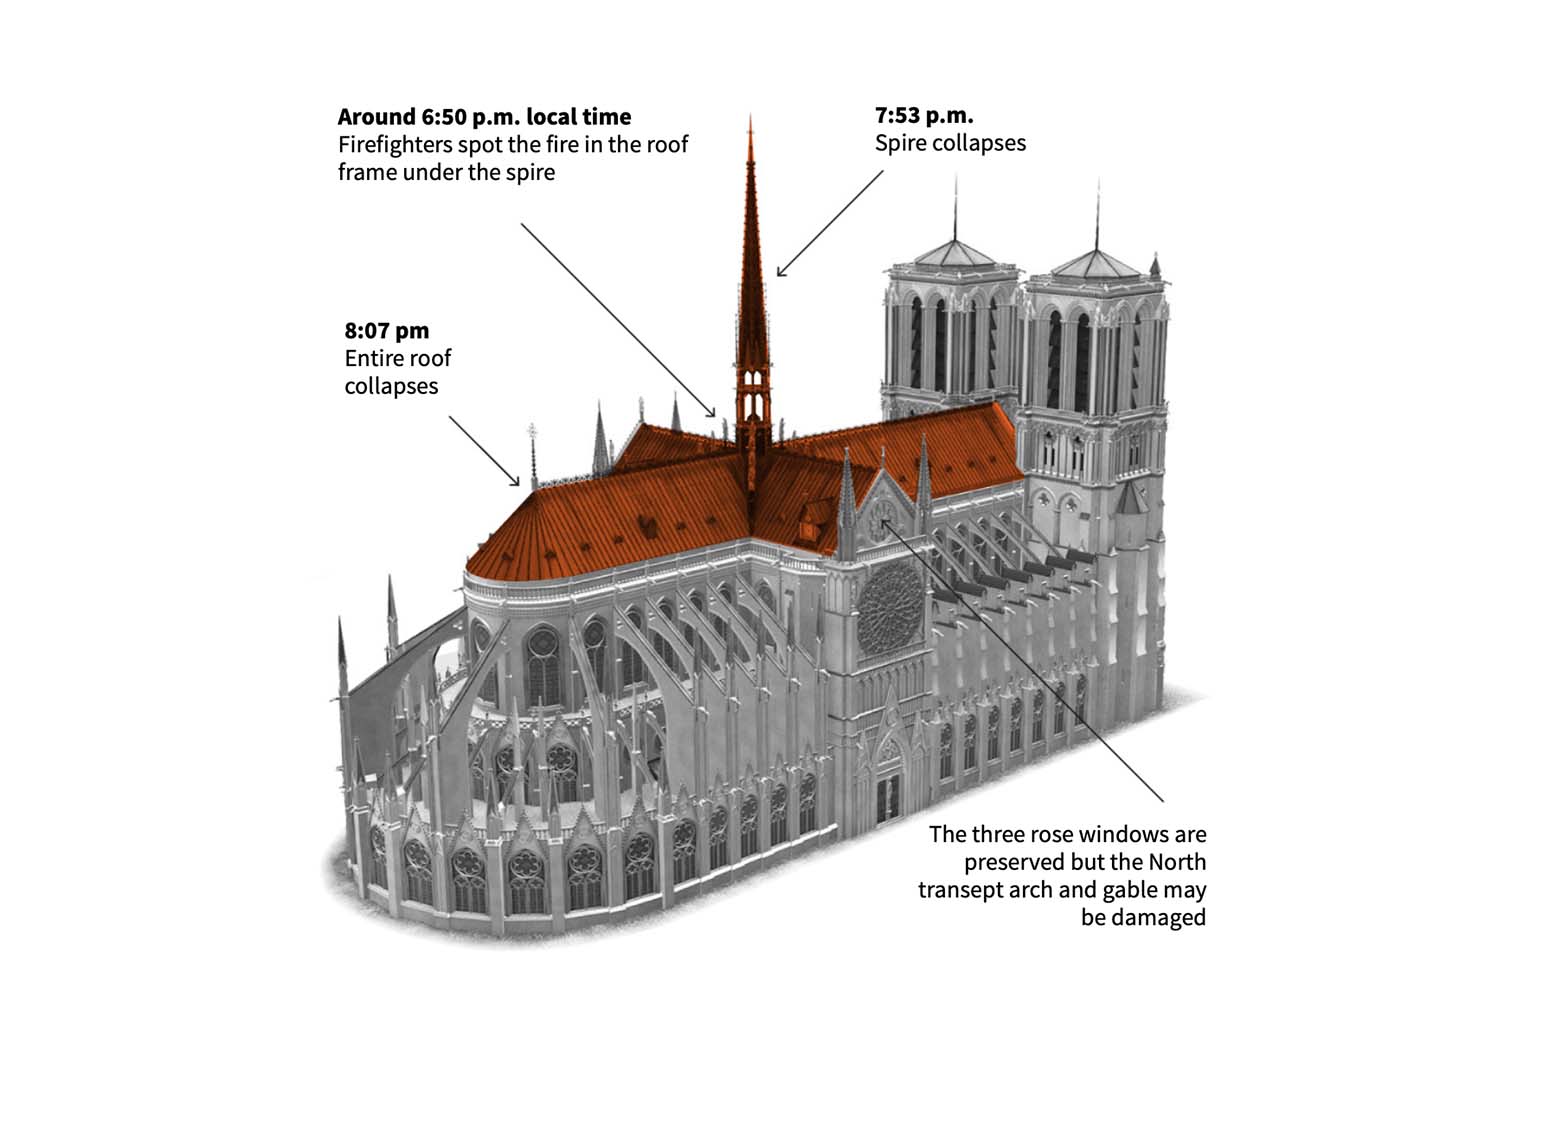 Around 6:50 p.m. local time
Firefighters spot the fire in the roof
frame under the spire
7:53 p.m.
Spire collapses
8:07 pm
Entire roof
collapses
The three rose windows are
preserved but the North
transept arch and gable may
be damaged